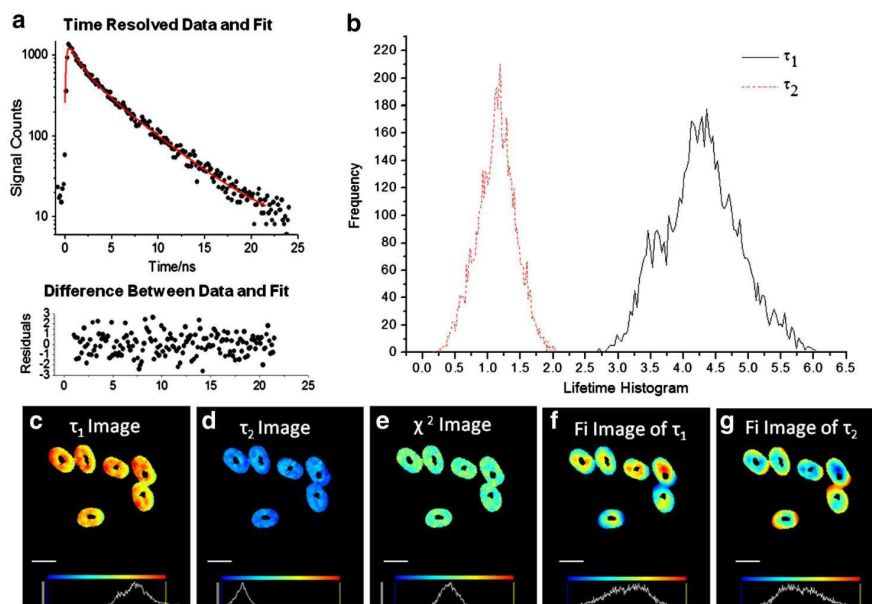 a
Time Resolved Data and Fit
Signal Counts
1000
100
10
0 5 10 15 20 25
Time/ns
Difference Between Data and Fit
Residuals
3
2
1
0
-1
-2
-3
0 5 10 15 20 25
b
Frequency
220
200
180
160
140
120
100
80
60
40
20
0
τ1
τ2
0.0 0.5 1.0 1.5 2.0 2.5 3.0 3.5 4.0 4.5 5.0 5.5 6.0 6.5
Lifetime Histogram
c τ1 Image
d τ2 Image
e χ2 Image
f Fi Image of τ1
g Fi Image of τ2